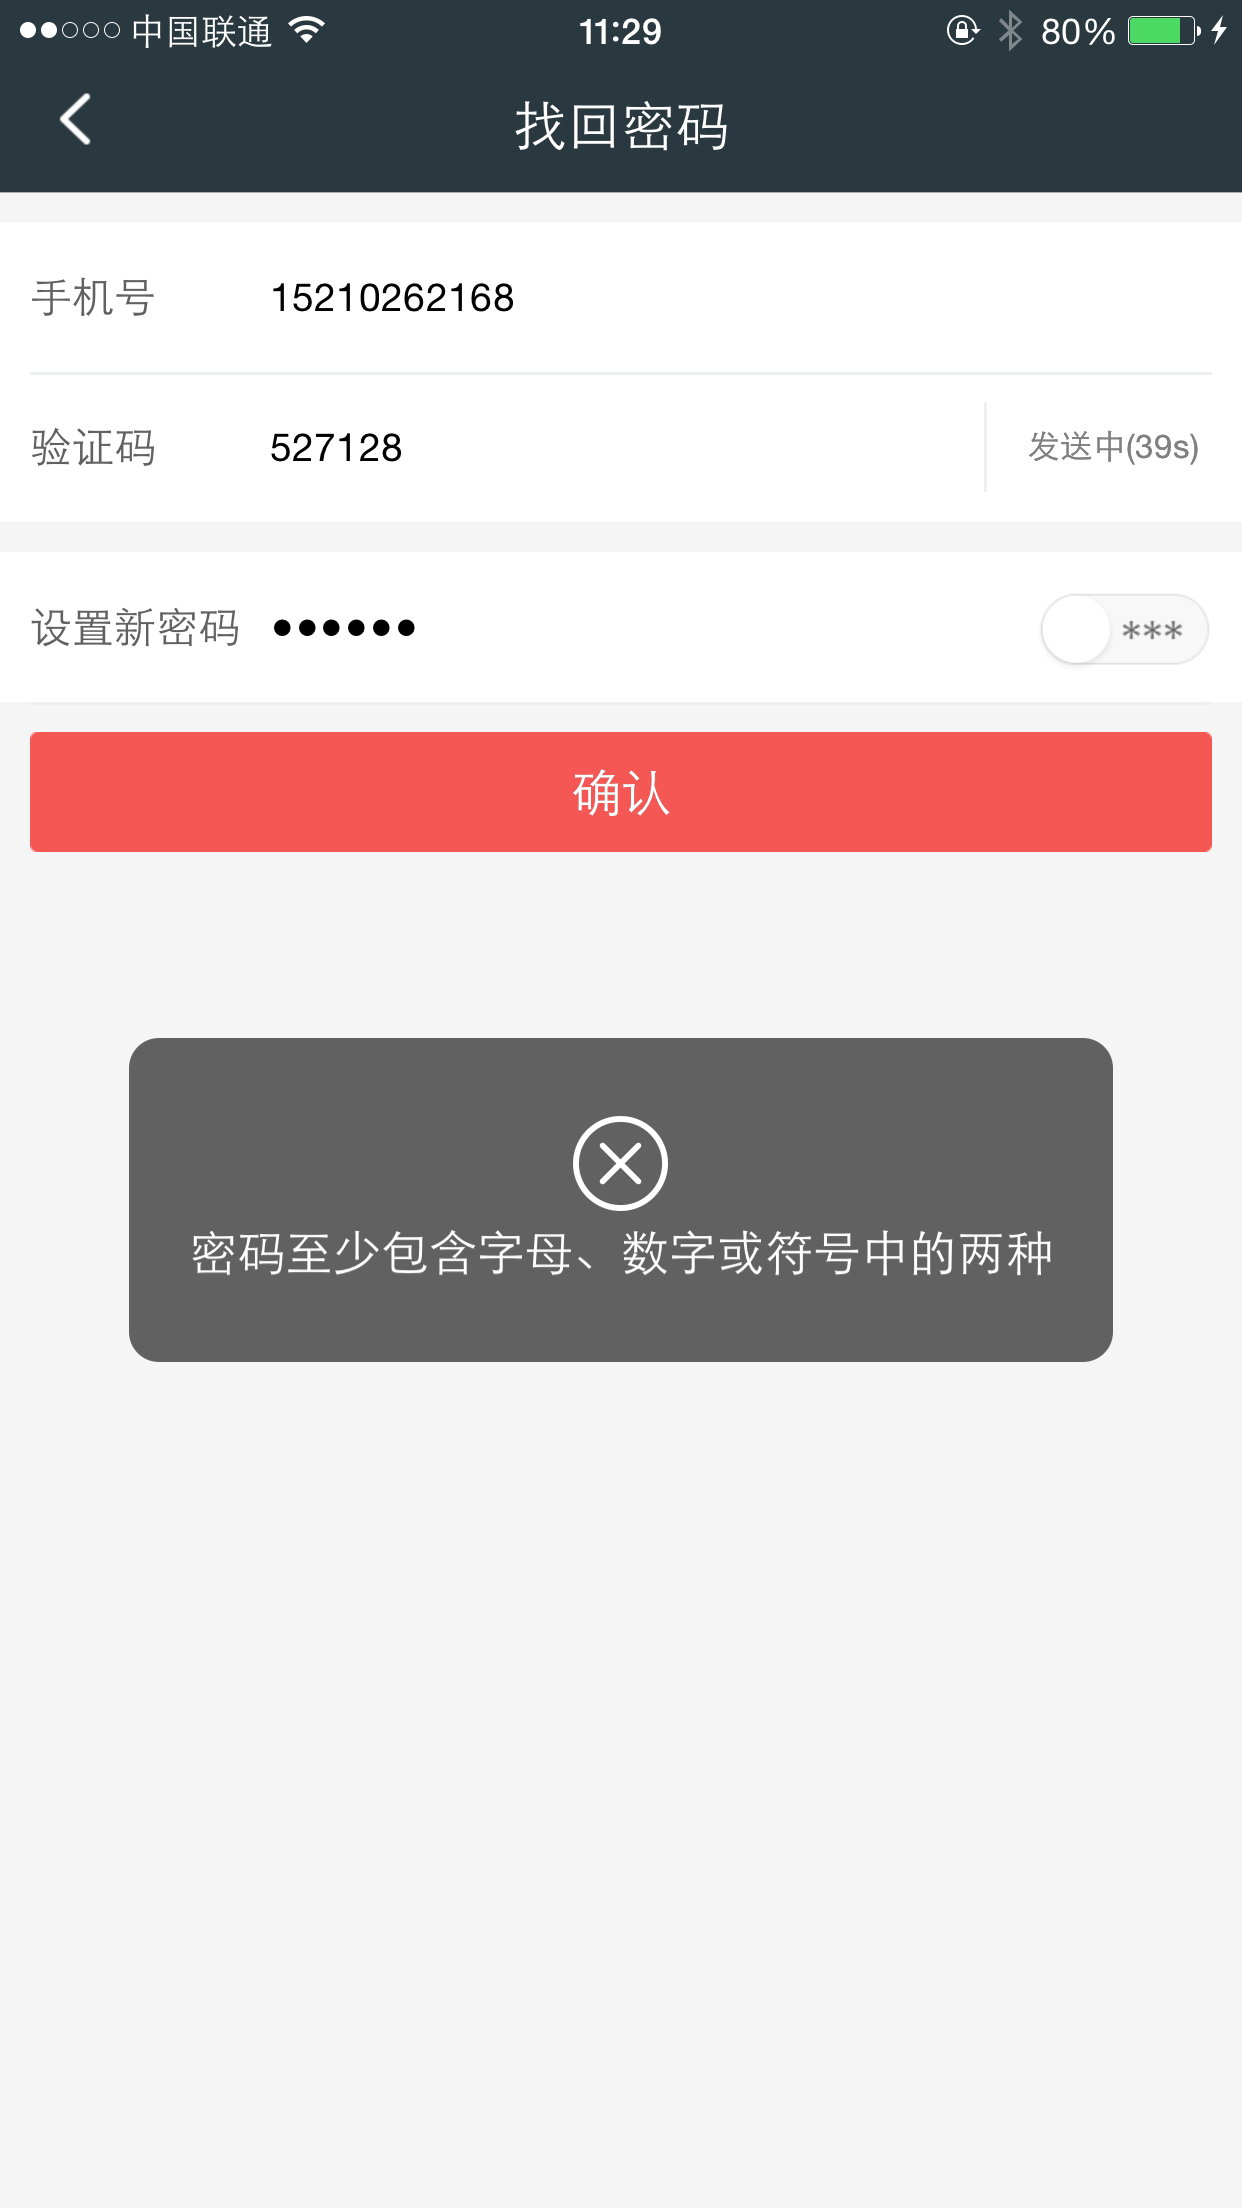 中国联通 11:29 80%
找回密码
手机号 15210262168
验证码 527128 发送中(39s)
设置新密码 •••••• ***
确认
密码至少包含字母、数字或符号中的两种